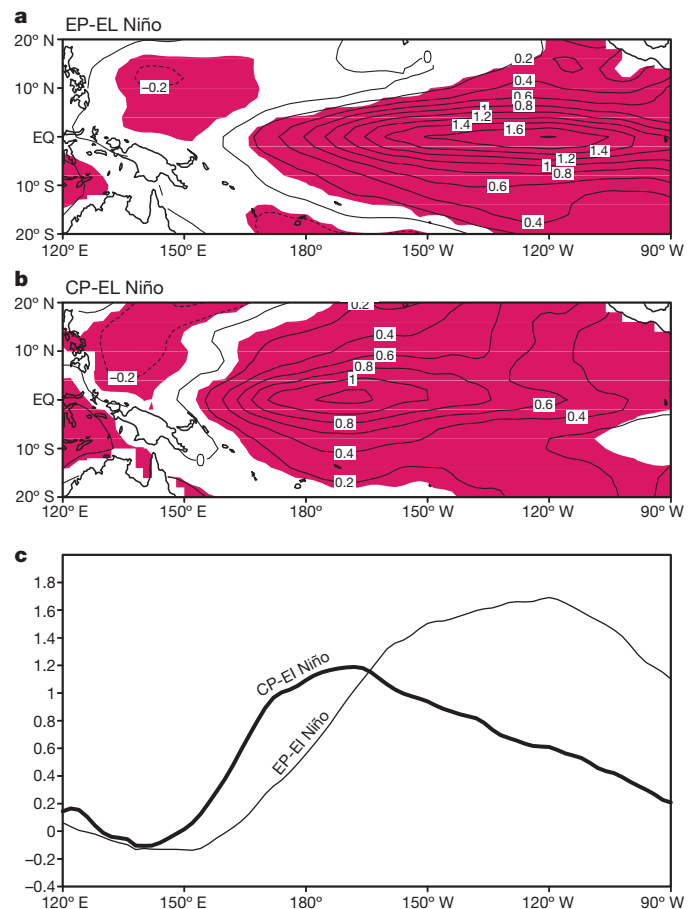 a
EP-EL Niño
20° N
10° N
EQ
10° S
20° S
120° E
150° E
180°
150° W
120° W
90° W
0
−0.2
0.2
0.4
0.6
0.8
1
1.2
1.4
1.6
1.4
1.2
1
0.8
0.6
0.4
b
CP-EL Niño
20° N
10° N
EQ
10° S
20° S
120° E
150° E
180°
150° W
120° W
90° W
0.2
0.4
0.6
0.8
1
−0.2
0.6
0.4
0.8
0.4
0.2
0
c
1.8
1.6
1.4
1.2
1
0.8
0.6
0.4
0.2
0
−0.2
−0.4
CP-El Niño
EP-El Niño
120° E
150° E
180°
150° W
120° W
90° W